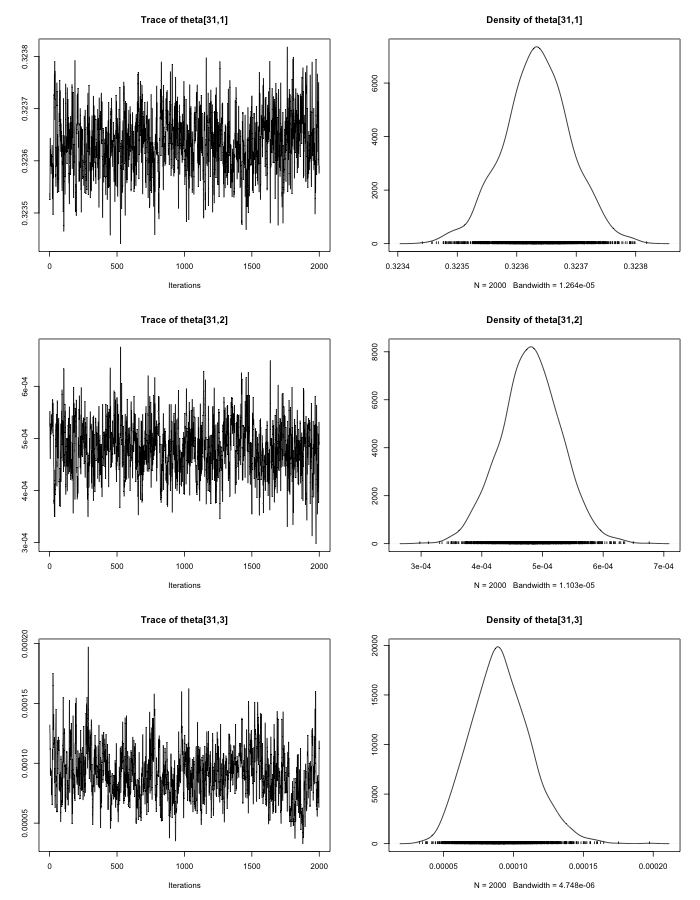 Trace of theta[31,1]
0.3235 0.3236 0.3237 0.3238
0 500 1000 1500 2000
Iterations
Density of theta[31,1]
0 2000 4000 6000
0.3234 0.3235 0.3236 0.3237 0.3238
N = 2000 Bandwidth = 1.264e-05
Trace of theta[31,2]
3e-04 4e-04 5e-04 6e-04
0 500 1000 1500 2000
Iterations
Density of theta[31,2]
0 2000 4000 6000 8000
3e-04 4e-04 5e-04 6e-04 7e-04
N = 2000 Bandwidth = 1.103e-05
Trace of theta[31,3]
0.00005 0.00010 0.00015 0.00020
0 500 1000 1500 2000
Iterations
Density of theta[31,3]
0 5000 10000 15000 20000
0.00005 0.00010 0.00015 0.00020
N = 2000 Bandwidth = 4.748e-06